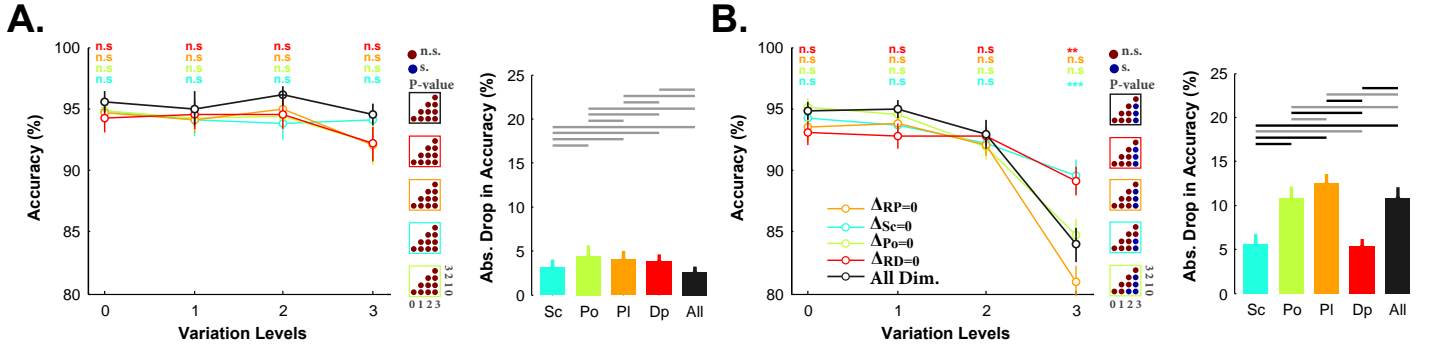 A.
100
95
90
85
80
Accuracy (%)
n.s n.s n.s n.s
n.s n.s n.s n.s
n.s n.s n.s n.s
n.s n.s n.s n.s
0 1 2 3
Variation Levels
n.s.
s.
P-value
3 2 1 0
0 1 2 3
25
20
15
10
5
0
Abs. Drop in Accuracy (%)
Sc Po Pl Dp All
B.
100
95
90
85
80
Accuracy (%)
n.s n.s n.s **
n.s n.s n.s n.s
n.s n.s n.s n.s
n.s n.s n.s ***
ΔRP=0
ΔSc=0
ΔPo=0
ΔRD=0
All Dim.
0 1 2 3
Variation Levels
n.s.
s.
P-value
3 2 1 0
0 1 2 3
25
20
15
10
5
0
Abs. Drop in Accuracy (%)
Sc Po Pl Dp All